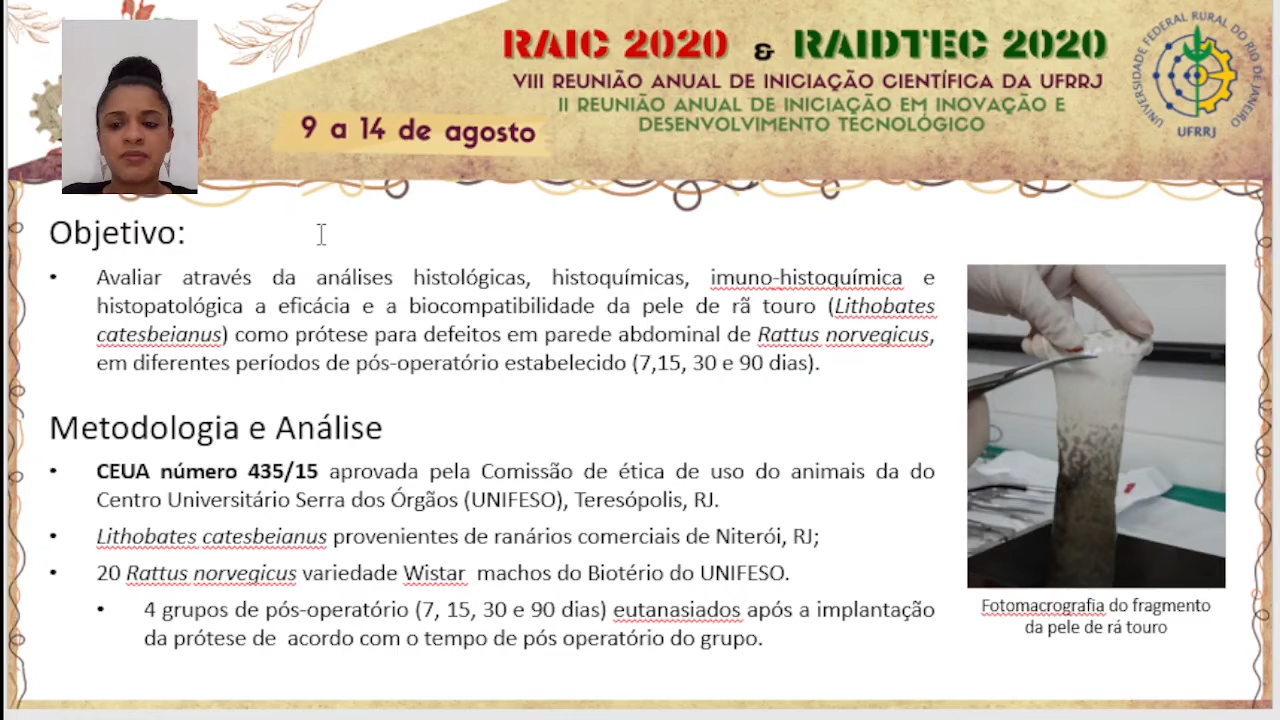 RAIC 2020 & RAIDTEC 2020
VIII REUNIÃO ANUAL DE INICIAÇÃO CIENTÍFICA DA UFRRJ
II REUNIÃO ANUAL DE INICIAÇÃO EM INOVAÇÃO E
DESENVOLVIMENTO TECNOLÓGICO
9 a 14 de agosto
UNIVERSIDADE FEDERAL RURAL DO RIO DE JANEIRO
UFRRJ
Objetivo:
• Avaliar através da análises histológicas, histoquímicas, imuno-histoquímica e
histopatológica a eficácia e a biocompatibilidade da pele de rã touro (Lithobates
catesbeianus) como prótese para defeitos em parede abdominal de Rattus norvegicus,
em diferentes períodos de pós-operatório estabelecido (7,15, 30 e 90 dias).
Metodologia e Análise
• CEUA número 435/15 aprovada pela Comissão de ética de uso do animais da do
Centro Universitário Serra dos Órgãos (UNIFESO), Teresópolis, RJ.
• Lithobates catesbeianus provenientes de ranários comerciais de Niterói, RJ;
• 20 Rattus norvegicus variedade Wistar machos do Biotério do UNIFESO.
• 4 grupos de pós-operatório (7, 15, 30 e 90 dias) eutanasiados após a implantação
da prótese de acordo com o tempo de pós operatório do grupo.
Fotomacrografia do fragmento
da pele de rá touro